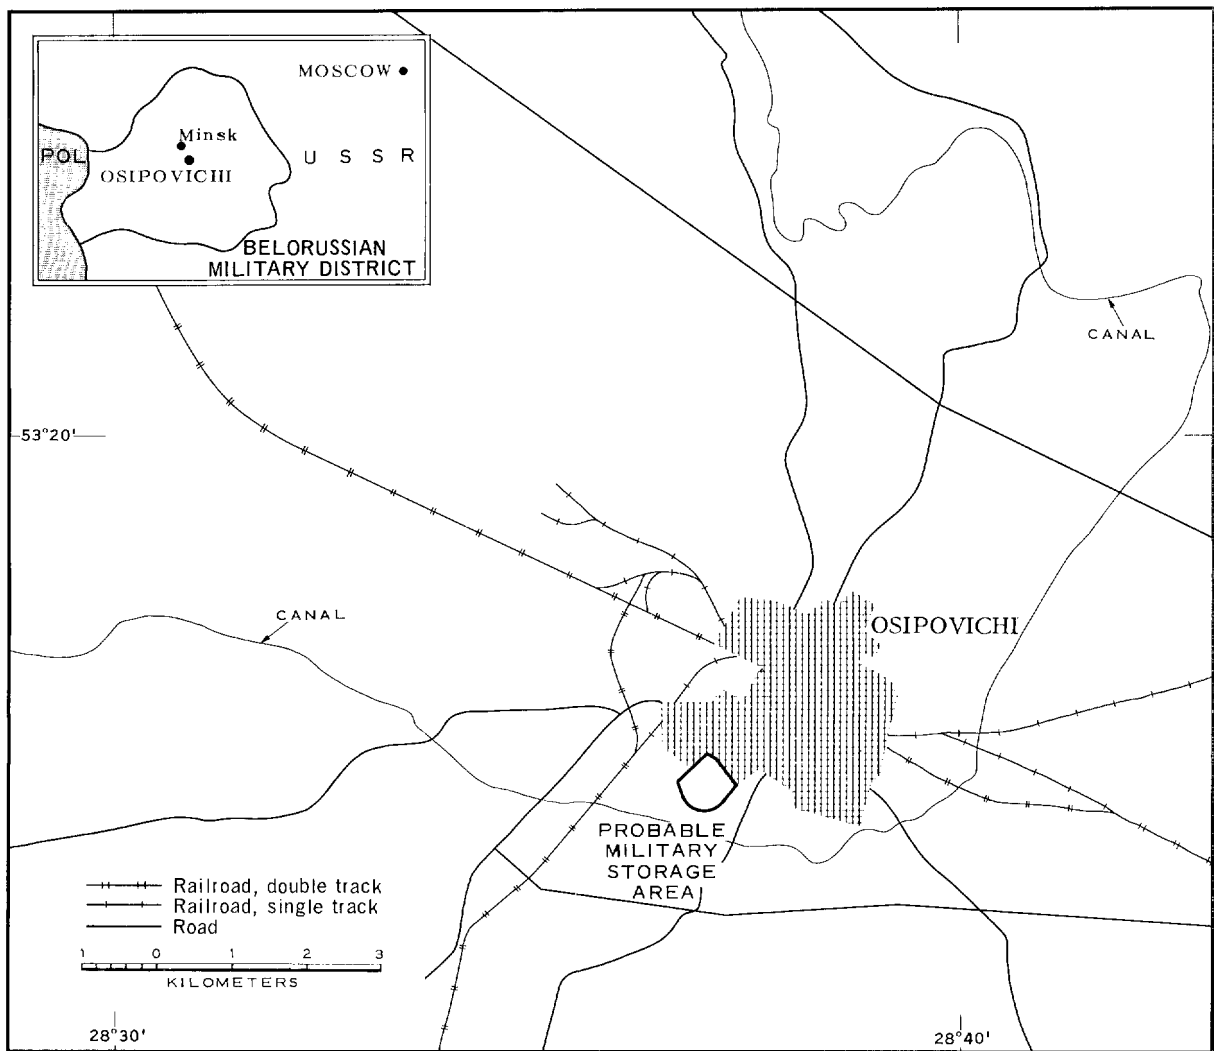 MOSCOW
Minsk
POL
OSIPOVICHI
U S S R
BELORUSSIAN
MILITARY DISTRICT
CANAL
53°20'
CANAL
OSIPOVICHI
PROBABLE
MILITARY
STORAGE
AREA
Railroad, double track
Railroad, single track
Road
1 0 1 2 3
KILOMETERS
28°30'
28°40'